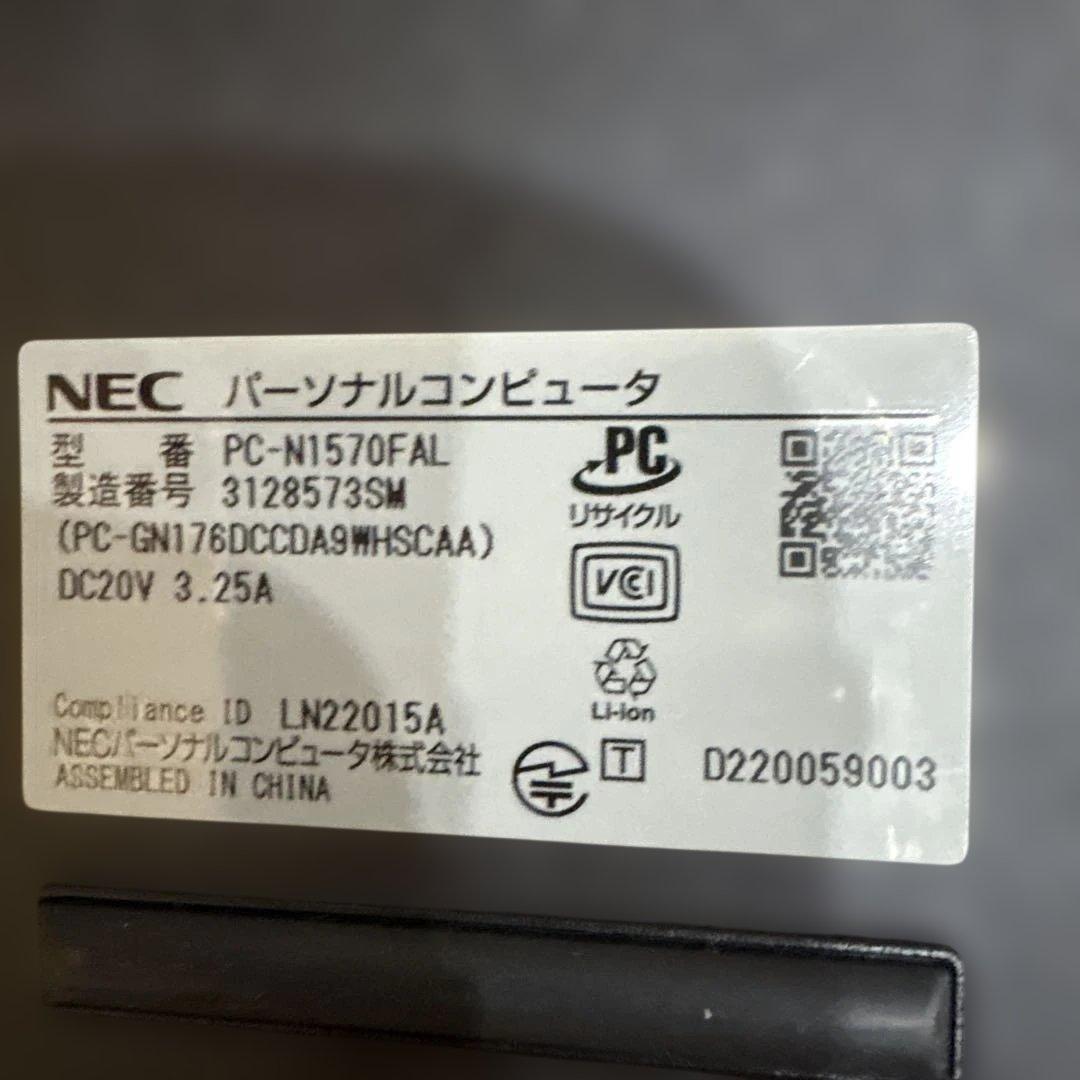 NEC パーソナルコンピュータ
型 番 PC-N1570FAL
製造番号 3128573SM
(PC-GN176DCCDA9WHSCAA)
DC20V 3.25A
PC
リサイクル
VCCI
Li-ion
Compliance ID LN22015A
NECパーソナルコンピュータ株式会社
ASSEMBLED IN CHINA
T
D220059003